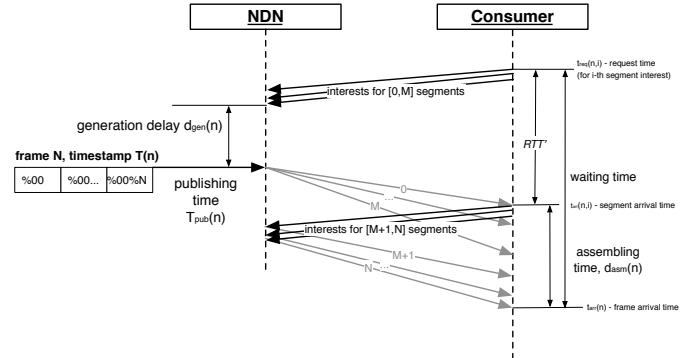 NDN
Consumer
treq(n,i) - request time
(for i-th segment interest)
interests for [0,M] segments
generation delay dgen(n)
RTT'
frame N, timestamp T(n)
%00
%00...
%00%N
publishing
time
Tpub(n)
waiting time
0
...
M
tarr(n,i) - segment arrival time
interests for [M+1,N] segments
M+1
N
...
assembling
time, dasm(n)
tarr(n) - frame arrival time